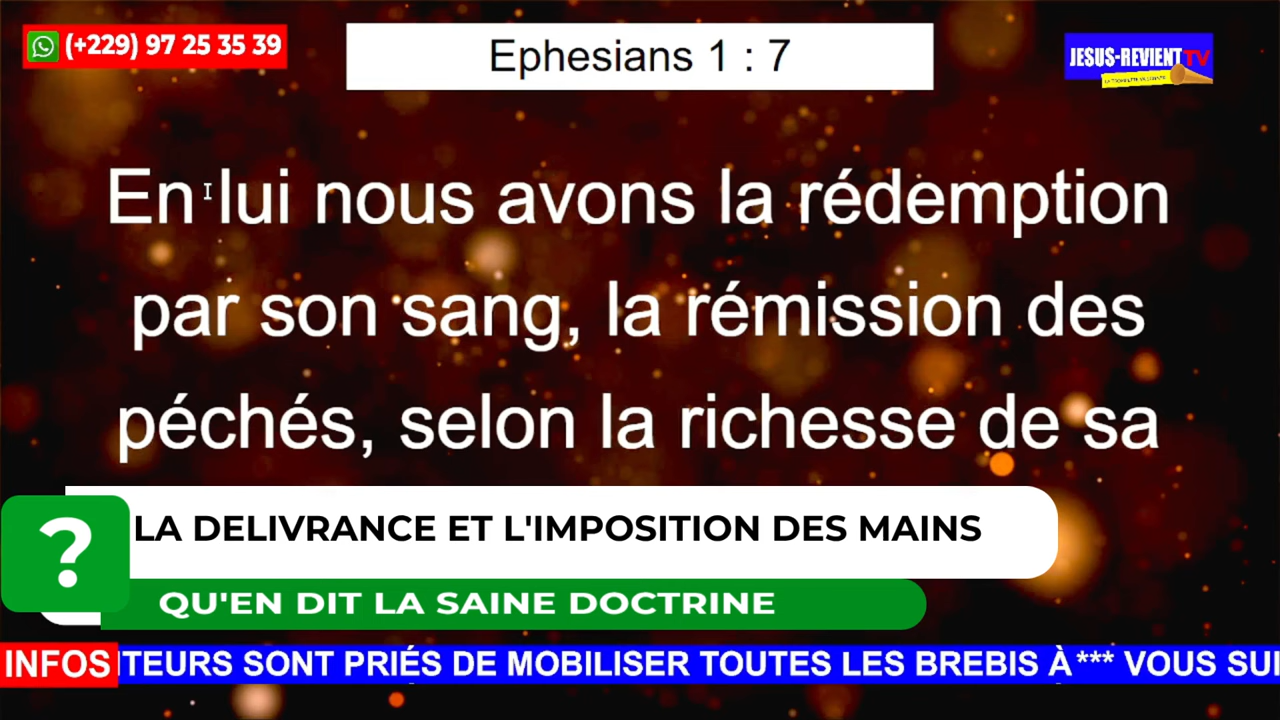 (+229) 97 25 35 39
Ephesians 1 : 7
JESUS-REVIENT TV
En lui nous avons la rédemption
par son sang, la rémission des
péchés, selon la richesse de sa
?
LA DELIVRANCE ET L'IMPOSITION DES MAINS
QU'EN DIT LA SAINE DOCTRINE
INFOS
TEURS SONT PRIÉS DE MOBILISER TOUTES LES BREBIS À *** VOUS SUI